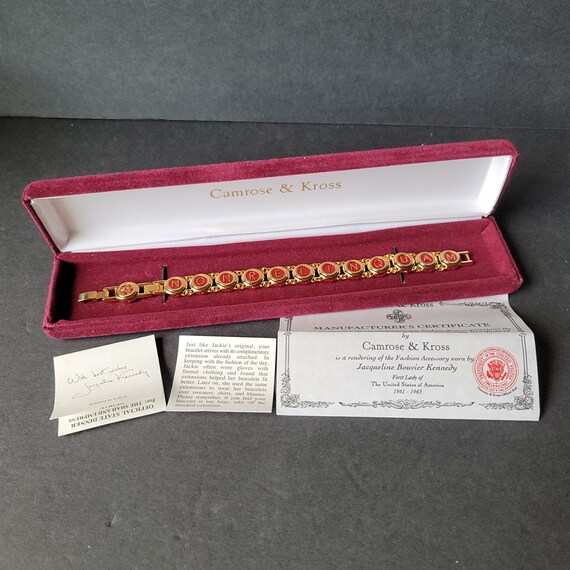 Camrose & Kross
N O N R E L I N Q U A M
& Kross
MANUFACTURER'S CERTIFICATE
by
Camrose & Kross
is a rendering of the Fashion Accessory worn by
Jacqueline Bouvier Kennedy
First Lady of
The United States of America
1961 - 1963
With best wishes
Jacqueline Kennedy
OFFICIAL STATE DINNER
For: THE SHAH AND EMPRESS
Just like Jackie's original, your
bracelet arrives with its complimentary
extension already attached. In
keeping with the fashion of the day,
Jackie often wore gloves with
formal clothing and found that
extensions helped her bracelets fit
better. Later on, she used the same
extensions to wear her bracelets
over sweaters, shirts, and blouses.
Please remember, if you feel your
bracelet is too large, take off the
attached extension.